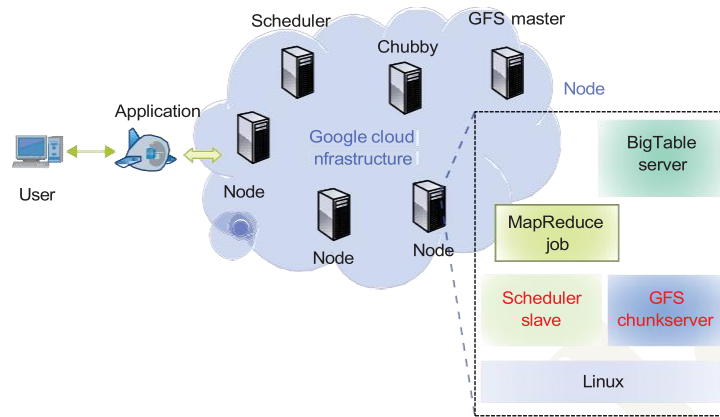 Scheduler
GFS master
Chubby
Node
Application
Google cloud
nfrastructure
User
Node
Node
Node
BigTable
server
MapReduce
job
Scheduler
slave
GFS
chunkserver
Linux